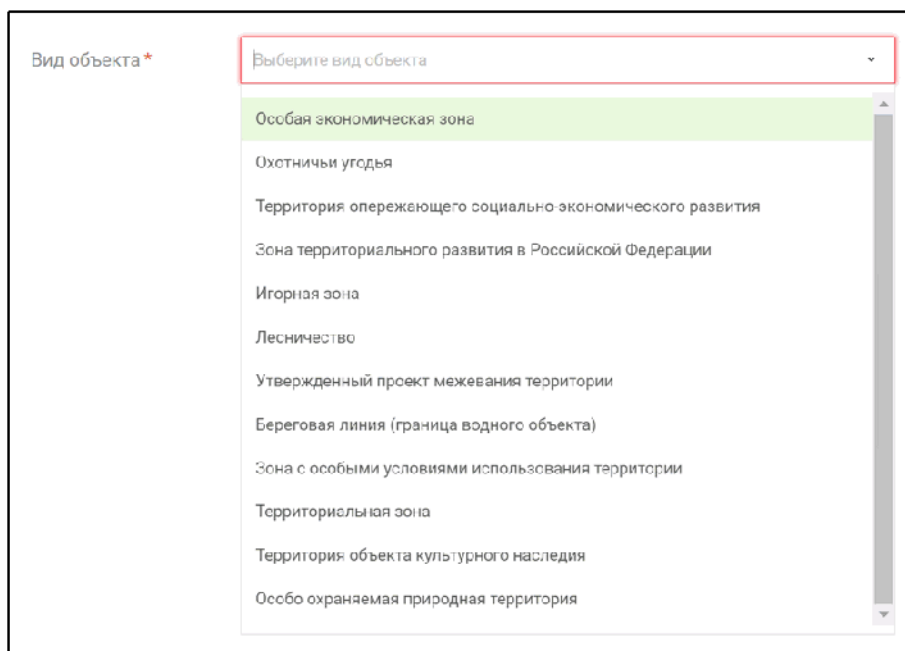 Вид объекта *
Выберите вид объекта
Особая экономическая зона
Охотничьи угодья
Территория опережающего социально-экономического развития
Зона территориального развития в Российской Федерации
Игорная зона
Лесничество
Утвержденный проект межевания территории
Береговая линия (граница водного объекта)
Зона с особыми условиями использования территории
Территориальная зона
Территория объекта культурного наследия
Особо охраняемая природная территория